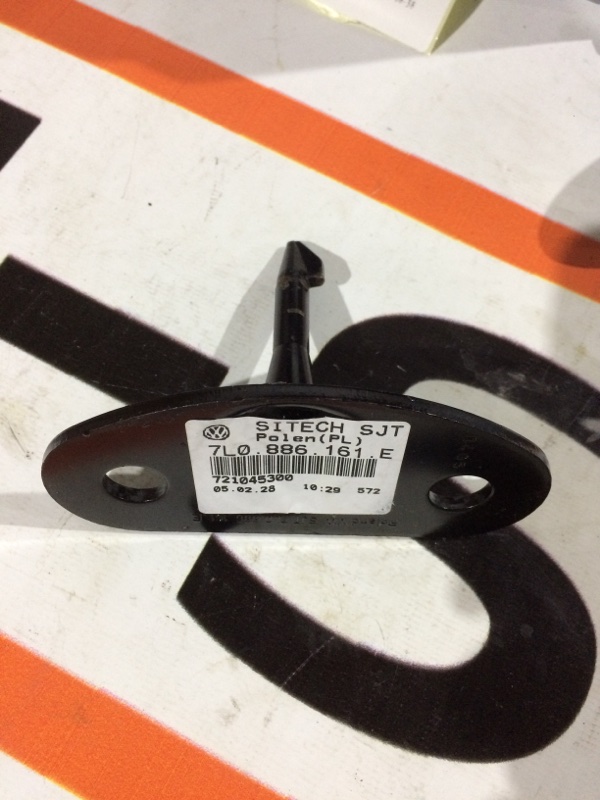 SITECH SJT
Polen(PL)
7L0.886.161.E
721045300
05.02.28 10:29 572
S